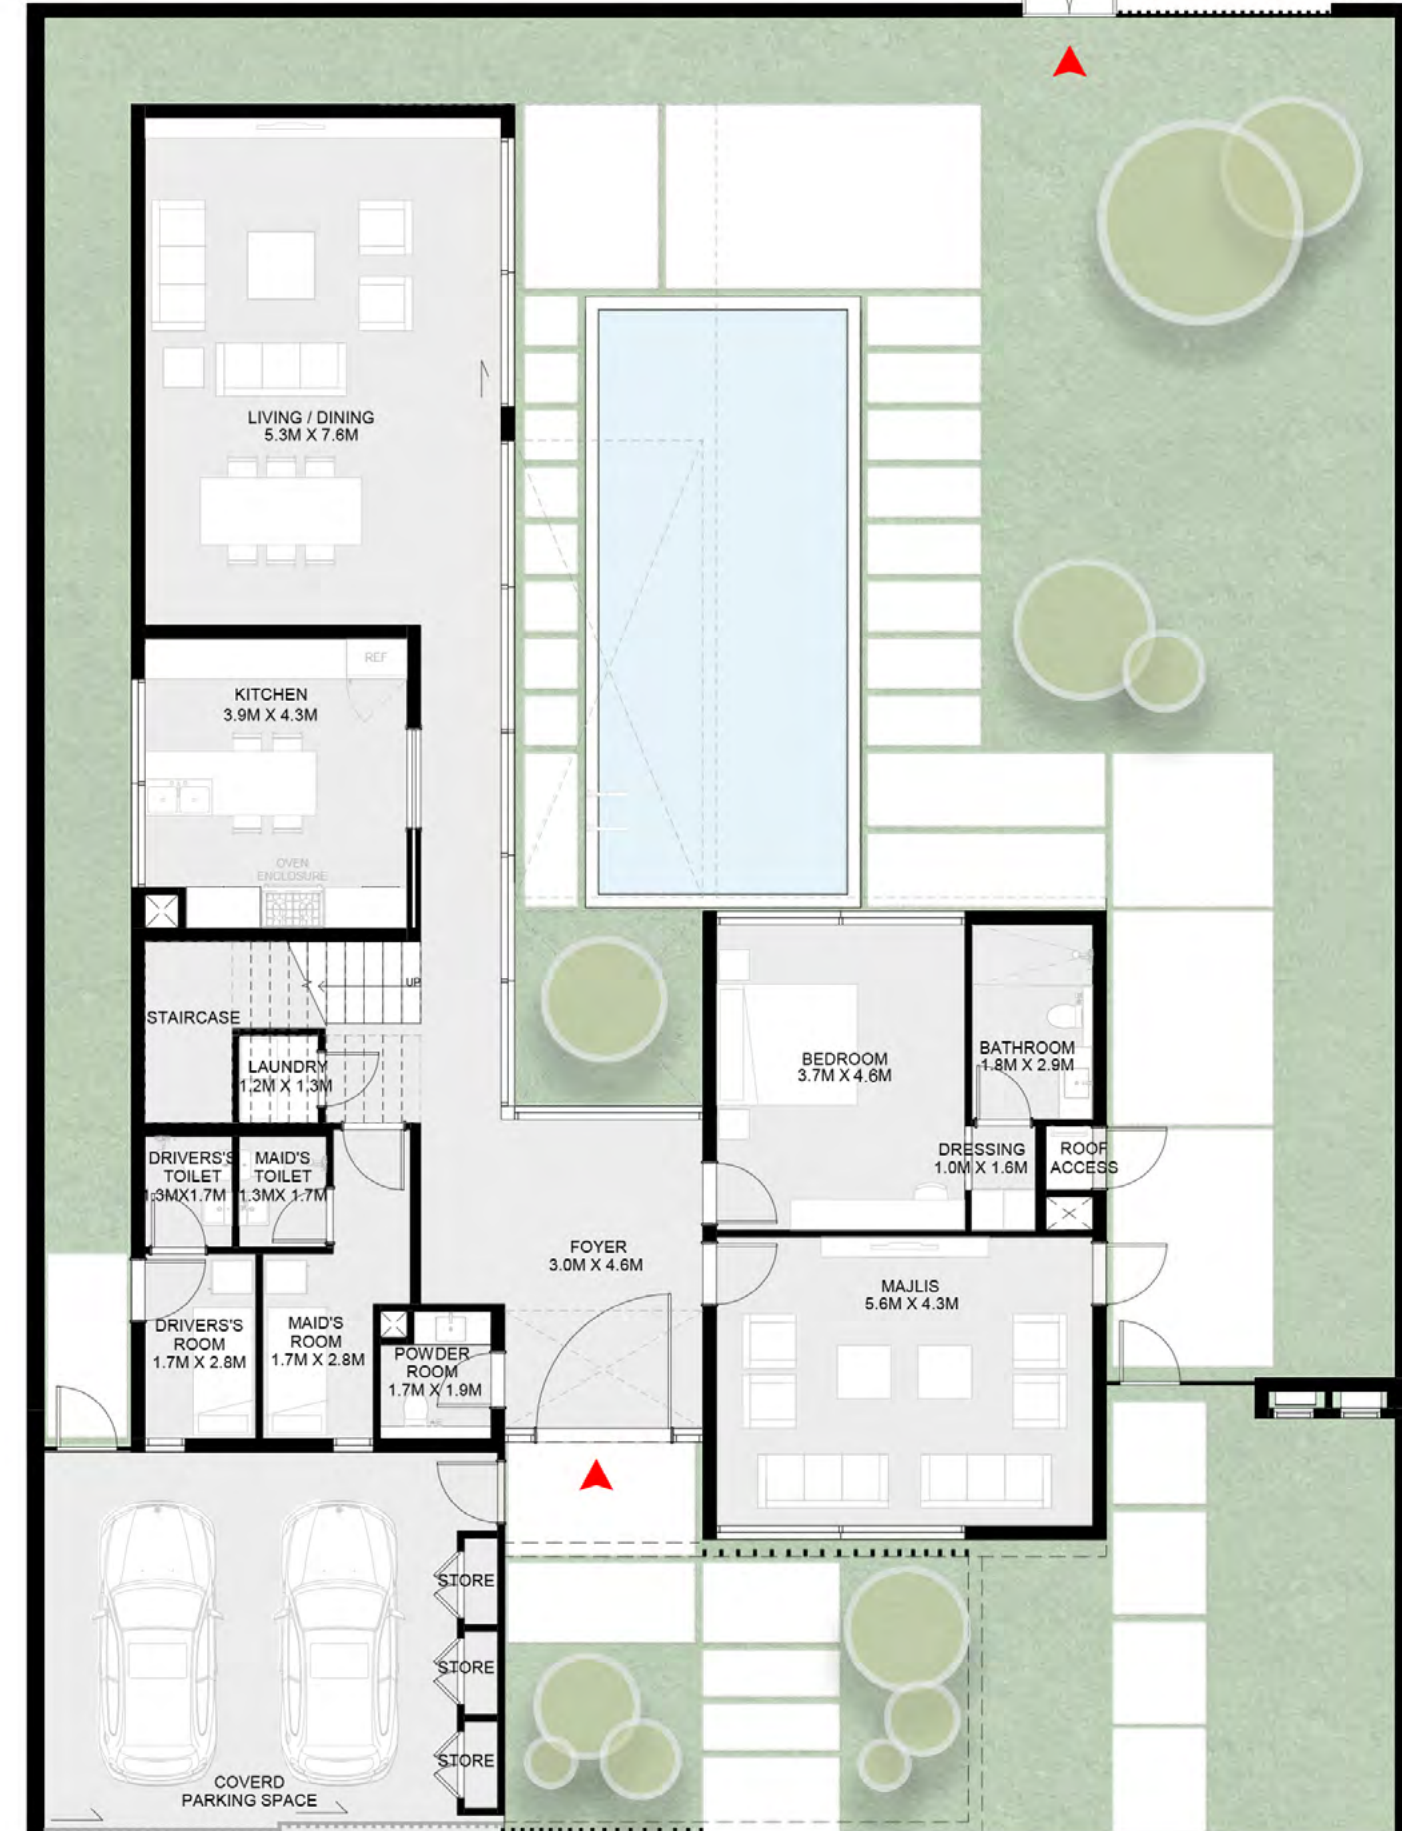 LIVING / DINING
5.3M X 7.6M
REF
KITCHEN
3.9M X 4.3M
OVEN
ENCLOSURE
UP
STAIRCASE
LAUNDRY
1.2M X 1.3M
BEDROOM
3.7M X 4.6M
BATHROOM
1.8M X 2.9M
DRESSING
1.0M X 1.6M
ROOF
ACCESS
DRIVERS'S
TOILET
1.3MX1.7M
MAID'S
TOILET
1.3MX 1.7M
FOYER
3.0M X 4.6M
MAJLIS
5.6M X 4.3M
DRIVERS'S
ROOM
1.7M X 2.8M
MAID'S
ROOM
1.7M X 2.8M
POWDER
ROOM
1.7M X 1.9M
STORE
STORE
STORE
COVERD
PARKING SPACE